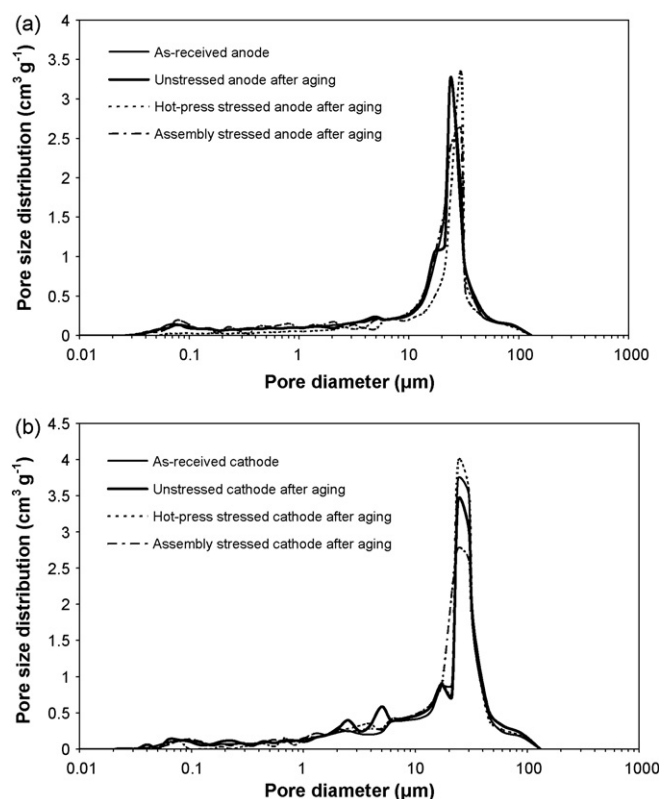 (a)
4
3.5
3
2.5
2
1.5
1
0.5
0
Pore size distribution (cm³ g⁻¹)
As-received anode
Unstressed anode after aging
Hot-press stressed anode after aging
Assembly stressed anode after aging
0.01 0.1 1 10 100 1000
Pore diameter (µm)
(b)
4.5
4
3.5
3
2.5
2
1.5
1
0.5
0
Pore size distribution (cm³ g⁻¹)
As-received cathode
Unstressed cathode after aging
Hot-press stressed cathode after aging
Assembly stressed cathode after aging
0.01 0.1 1 10 100 1000
Pore diameter (µm)